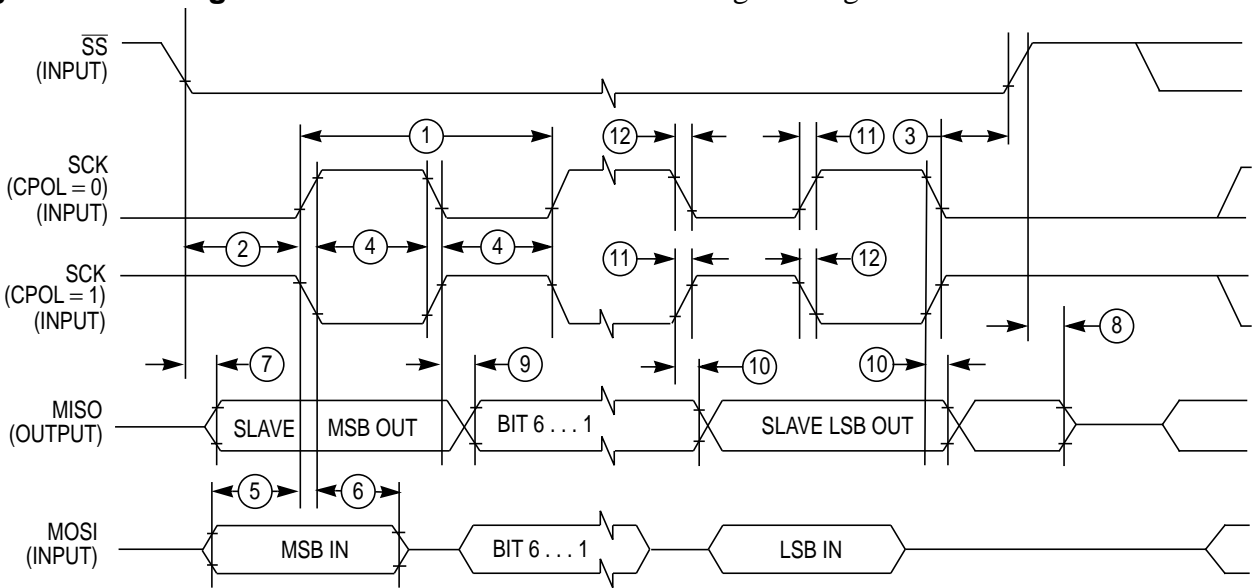 SS
(INPUT)
1
12
11
3
SCK
(CPOL = 0)
(INPUT)
2
4
4
11
12
SCK
(CPOL = 1)
(INPUT)
8
7
9
10
10
MISO
(OUTPUT)
SLAVE
MSB OUT
BIT 6 . . . 1
SLAVE LSB OUT
5
6
MOSI
(INPUT)
MSB IN
BIT 6 . . . 1
LSB IN